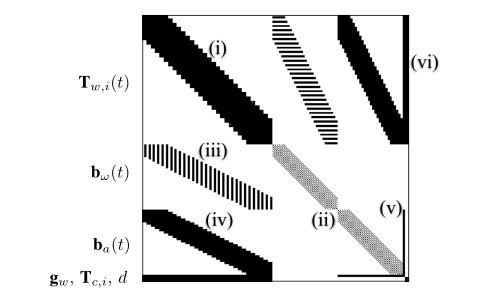 (i)
(vi)
T_{w,i}(t)
(iii)
b_ω(t)
(v)
(iv)
(ii)
b_a(t)
g_w, T_{c,i}, d